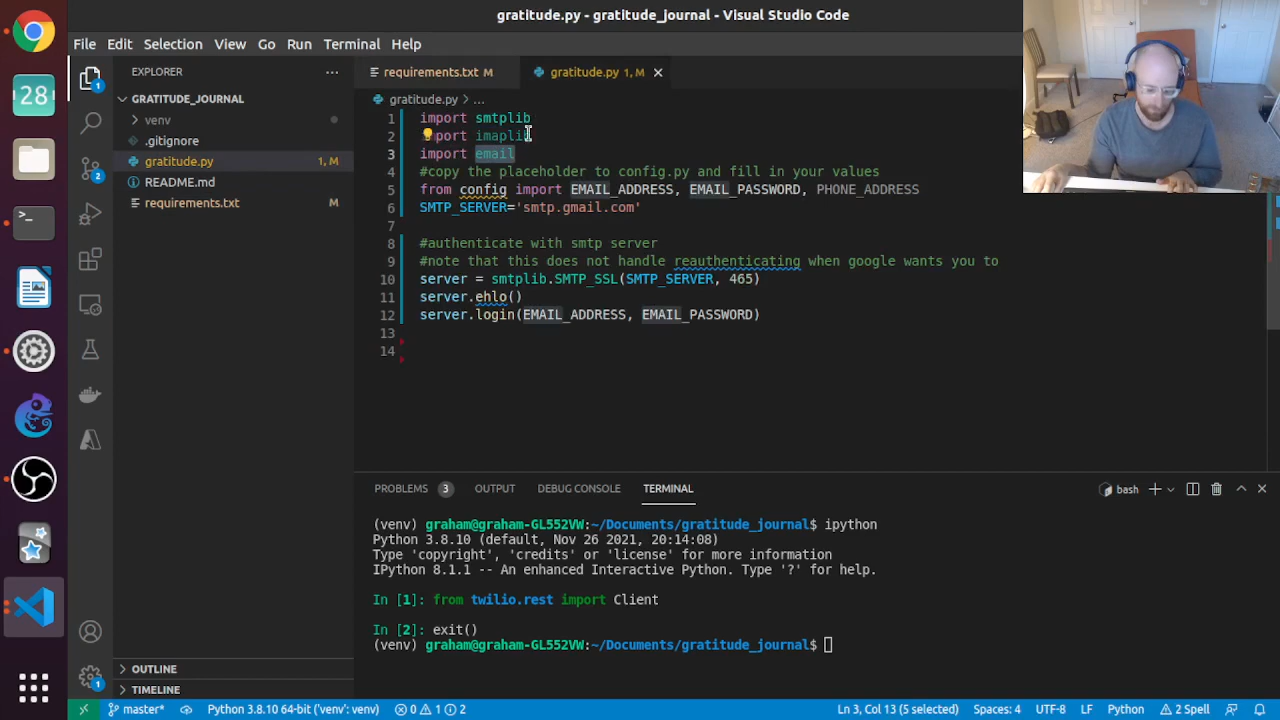 gratitude.py - gratitude_journal - Visual Studio Code
File Edit Selection View Go Run Terminal Help
EXPLORER
requirements.txt M
gratitude.py 1, M
GRATITUDE_JOURNAL
gratitude.py > ...
venv
.gitignore
gratitude.py 1, M
README.md
requirements.txt M
1 import smtplib
2 import imaplib
3 import email
4 #copy the placeholder to config.py and fill in your values
5 from config import EMAIL_ADDRESS, EMAIL_PASSWORD, PHONE_ADDRESS
6 SMTP_SERVER='smtp.gmail.com'
7
8 #authenticate with smtp server
9 #note that this does not handle reauthenticating when google wants you to
10 server = smtplib.SMTP_SSL(SMTP_SERVER, 465)
11 server.ehlo()
12 server.login(EMAIL_ADDRESS, EMAIL_PASSWORD)
13
14
28
1
2
1
PROBLEMS 3 OUTPUT DEBUG CONSOLE TERMINAL
bash
(venv) graham@graham-GL552VW:~/Documents/gratitude_journal$ ipython
Python 3.8.10 (default, Nov 26 2021, 20:14:08)
Type 'copyright', 'credits' or 'license' for more information
IPython 8.1.1 -- An enhanced Interactive Python. Type '?' for help.
In [1]: from twilio.rest import Client
In [2]: exit()
(venv) graham@graham-GL552VW:~/Documents/gratitude_journal$
OUTLINE
TIMELINE
master* Python 3.8.10 64-bit ('venv': venv) 0 1 2 Ln 3, Col 13 (5 selected) Spaces: 4 UTF-8 LF Python 2 Spell